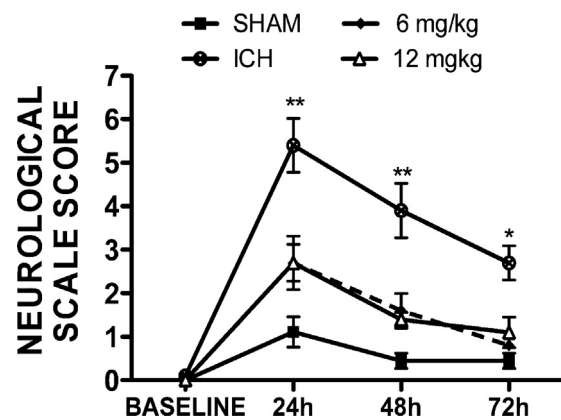 SHAM
6 mg/kg
ICH
12 mgkg
NEUROLOGICAL
SCALE SCORE
7
6
5
4
3
2
1
0
**
**
*
BASELINE 24h 48h 72h